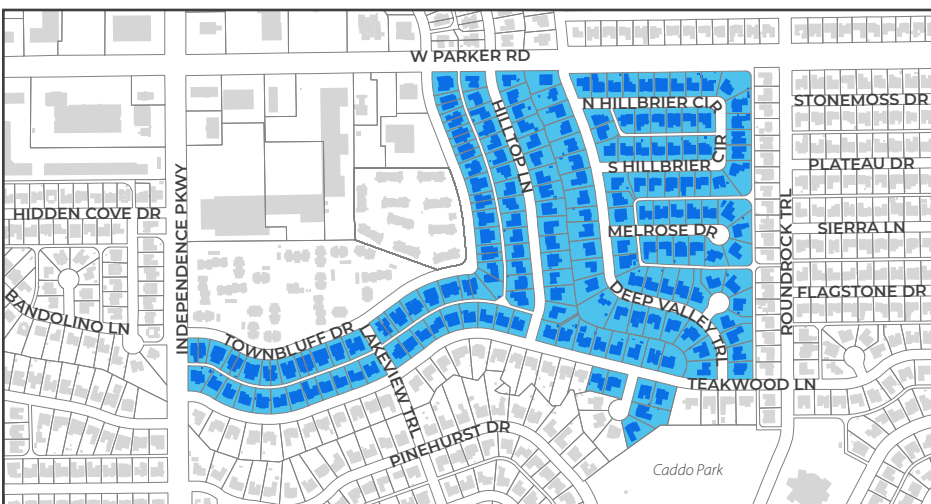 W PARKER RD
HILLTOP LN
N HILLBRIER CIR
STONEMOSS DR
S HILLBRIER CIR
PLATEAU DR
INDEPENDENCE PKWY
HIDDEN COVE DR
ROUNDROCK TRL
MELROSE DR
SIERRA LN
BANDOLINO LN
DEEP VALLEY TRL
FLAGSTONE DR
TOWNBLUFF DR
LAKEVIEW TRL
TEAKWOOD LN
PINEHURST DR
Caddo Park